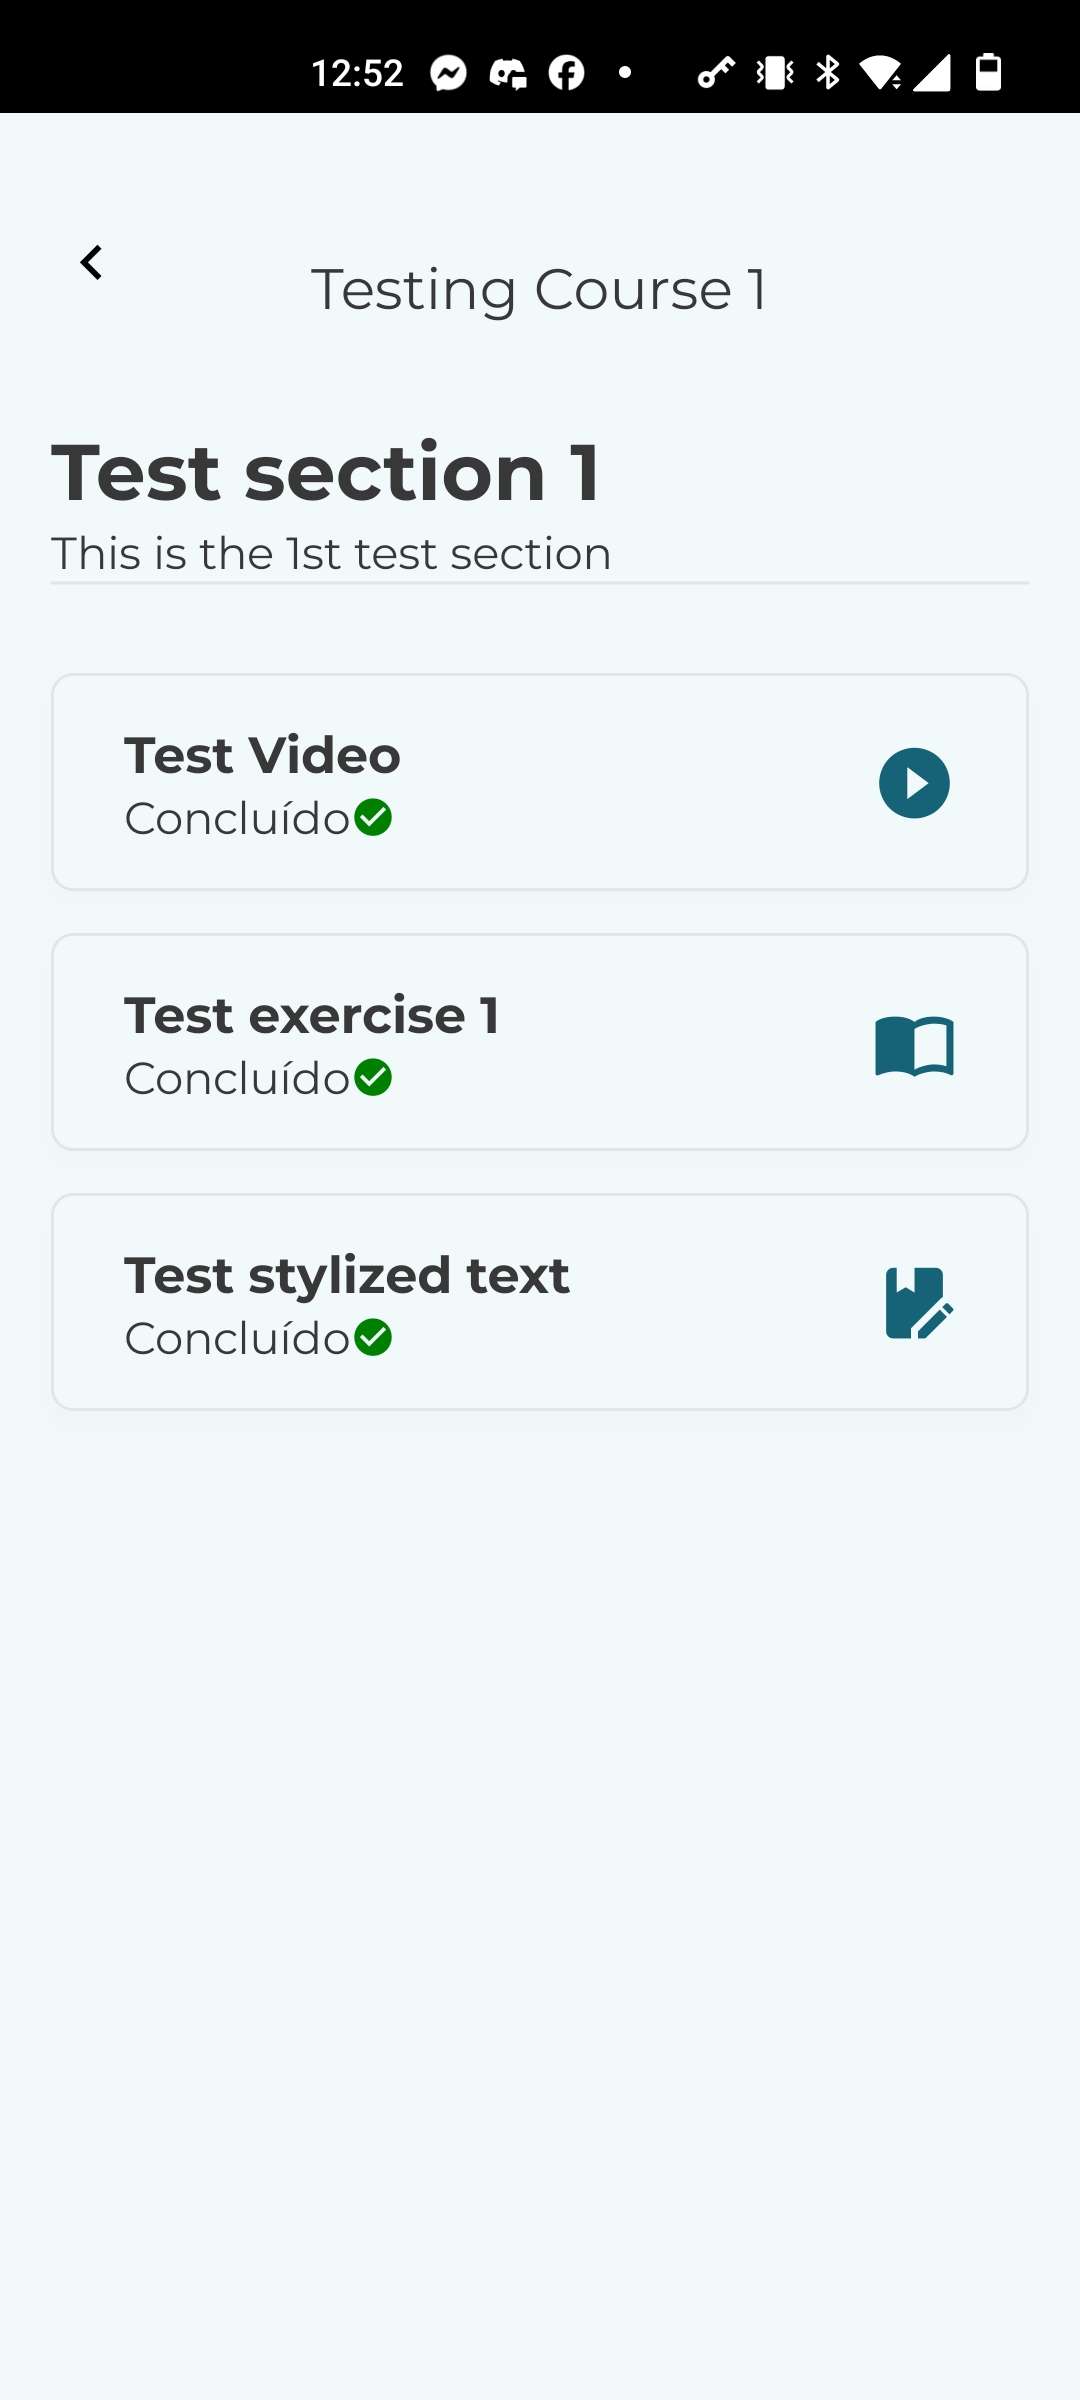 12:52
Testing Course 1
Test section 1
This is the 1st test section
Test Video
Concluído
Test exercise 1
Concluído
Test stylized text
Concluído